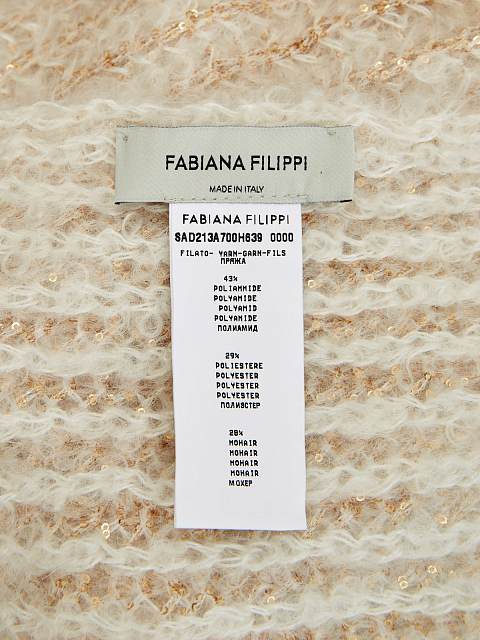 FABIANA FILIPPI
MADE IN ITALY
FABIANA FILIPPI
SAD213A700H639 0000
FILATO- YARN-GARN-FILS
ПРЯЖА
43%
POLIAMMIDE
POLYAMIDE
POLYAMID
POLYAMIDE
ПОЛИАМИД
29%
POLIESTERE
POLYESTER
POLYESTER
POLYESTER
ПОЛИЭСТЕР
28%
MOHAIR
MOHAIR
MOHAIR
MOHAIR
МОХЕР